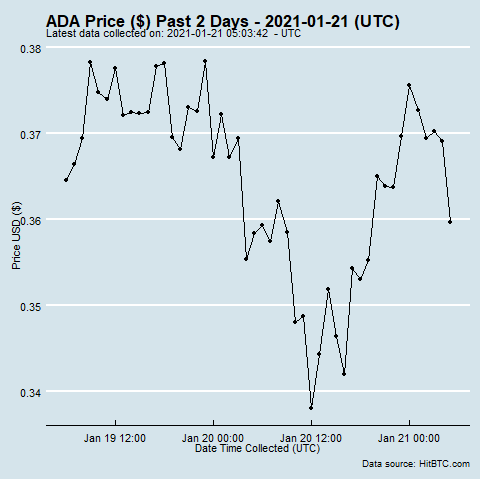 ADA Price ($) Past 2 Days - 2021-01-21 (UTC)
Latest data collected on: 2021-01-21 05:03:42 - UTC
0.38
0.37
0.36
0.35
0.34
Price USD ($)
Jan 19 12:00 Jan 20 00:00 Jan 20 12:00 Jan 21 00:00
Date Time Collected (UTC)
Data source: HitBTC.com